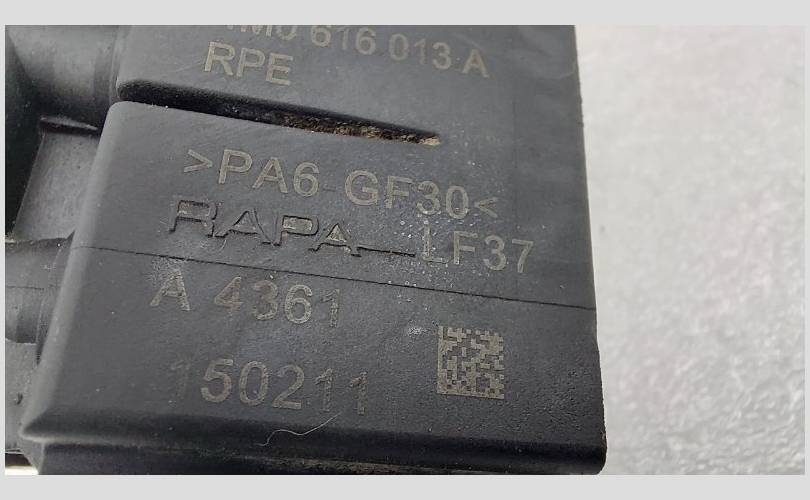 616 013 A
RPE
>PA6-GF30<
RAPA LF37
A 4361
150211